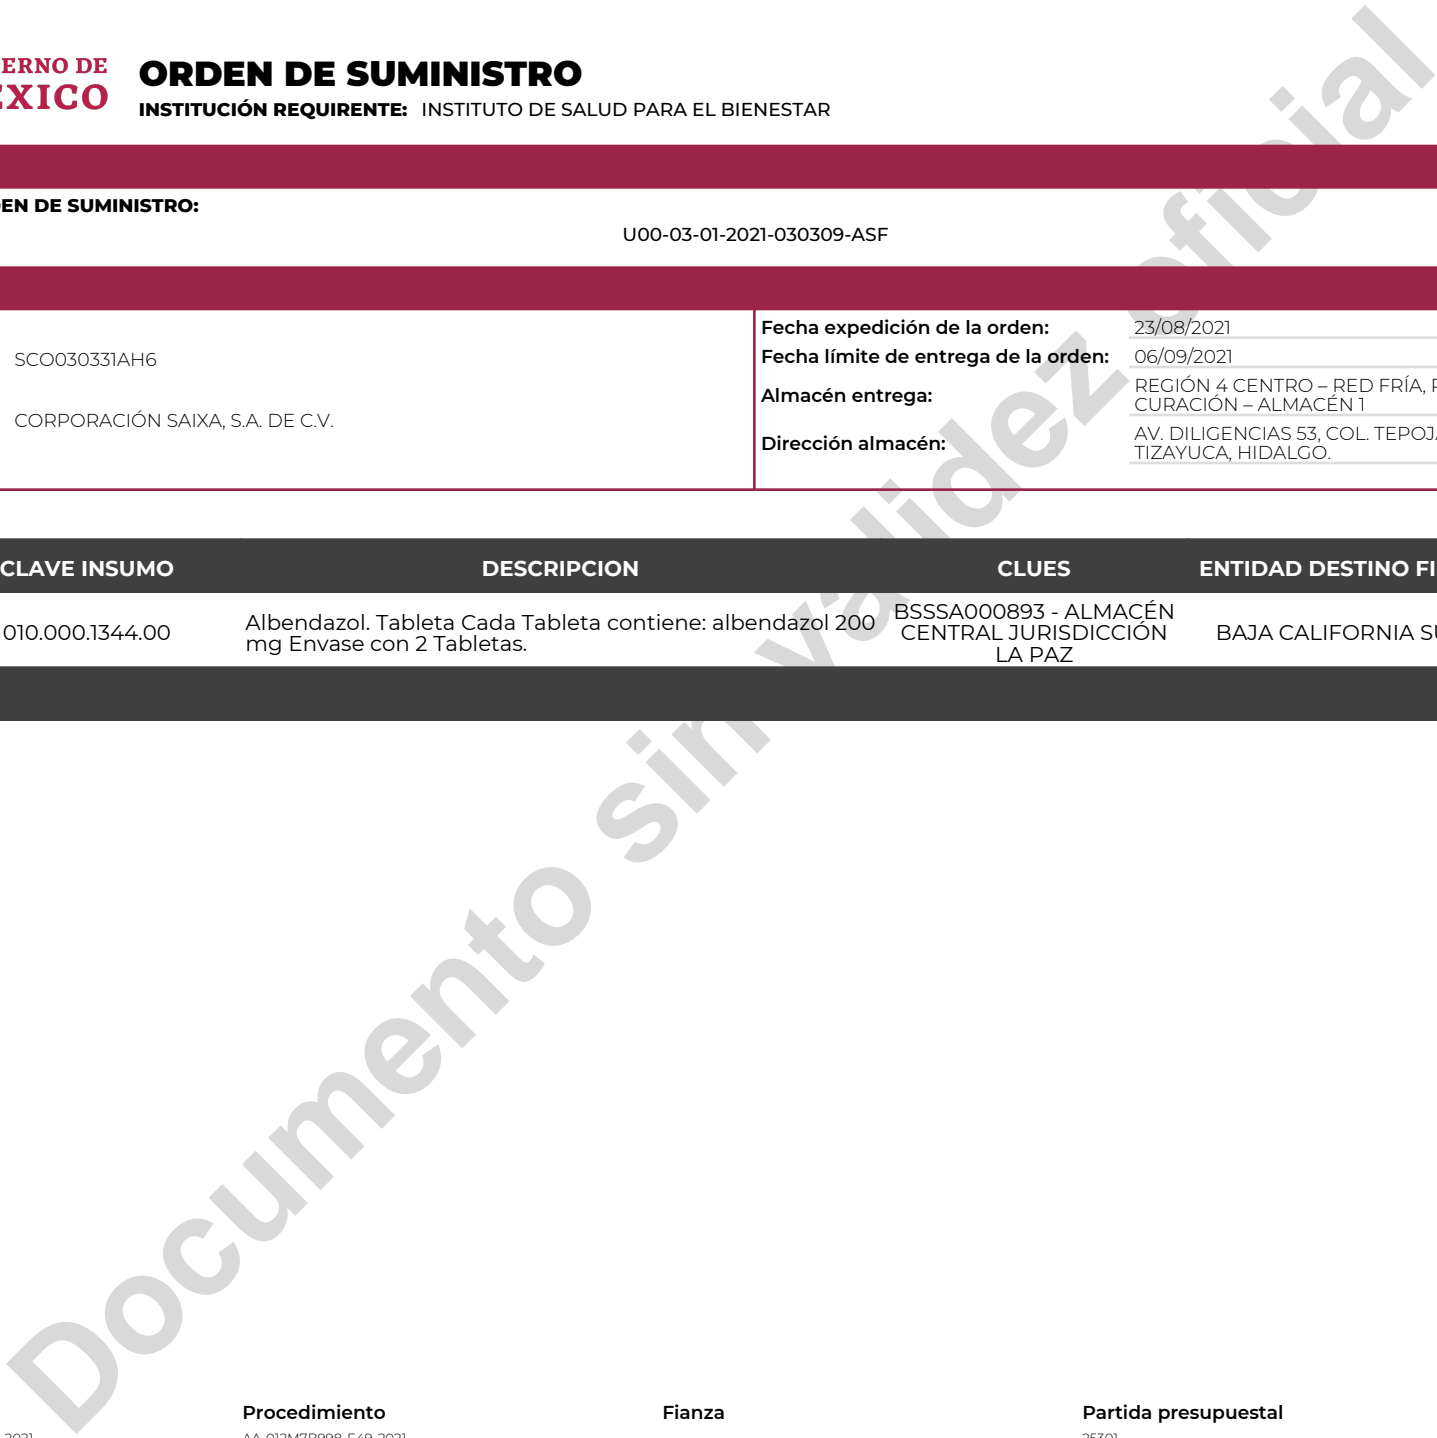 ORDEN DE SUMINISTRO
INSTITUCIÓN REQUIRENTE: INSTITUTO DE SALUD PARA EL BIENESTAR
ERNO DE
EXICO
EN DE SUMINISTRO:
U00-03-01-2021-030309-ASF
SCO030331AH6
CORPORACIÓN SAIXA, S.A. DE C.V.
Fecha expedición de la orden: 23/08/2021
Fecha límite de entrega de la orden: 06/09/2021
Almacén entrega: REGIÓN 4 CENTRO – RED FRÍA,
CURACIÓN – ALMACÉN 1
Dirección almacén: AV. DILIGENCIAS 53, COL. TEPOJ
TIZAYUCA, HIDALGO.
CLAVE INSUMO DESCRIPCION CLUES ENTIDAD DESTINO FI
010.000.1344.00
Albendazol. Tableta Cada Tableta contiene: albendazol 200
mg Envase con 2 Tabletas.
BSSSA000893 - ALMACÉN
CENTRAL JURISDICCIÓN
LA PAZ
BAJA CALIFORNIA S
Documento sin validez oficial
Procedimiento Fianza Partida presupuestal